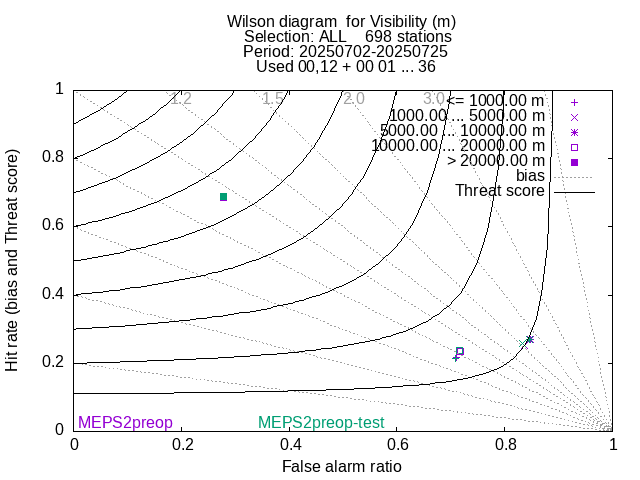 Wilson diagram  for Visibility (m)
Selection: ALL    698 stations
Period: 20250702-20250725
Used 00,12 + 00 01 ... 36
1.2 1.5 2.0 3.0
<= 1000.00 m
1000.00 ... 5000.00 m
5000.00 ... 10000.00 m
10000.00 ... 20000.00 m
> 20000.00 m
bias
Threat score
Hit rate (bias and Threat score)
1
0.8
0.6
0.4
0.2
0
MEPS2preop MEPS2preop-test
0 0.2 0.4 0.6 0.8 1
False alarm ratio